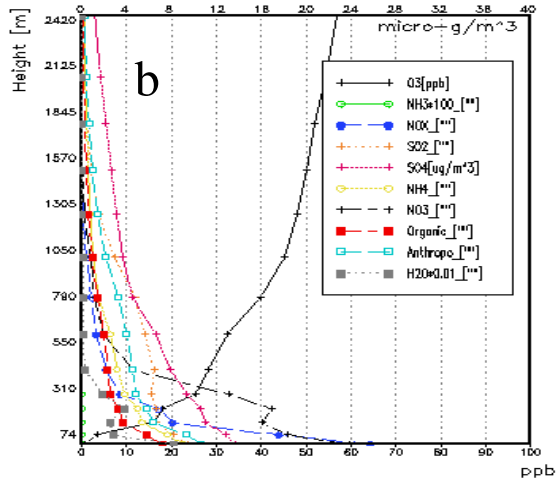 0 4 8 12 16 20 24 28 32 36 40
micro-g/m^3
Height [m]
b
2420
2125
1845
1570
1305
1050
780
550
310
74
O3[ppb]
NH3*100_[""]
NOX_[""]
SO2_[""]
SO4[ug/m^3]
NH4_[""]
NO3_[""]
Organic_[""]
Anthropo_[""]
H2O*0.01_[""]
0 10 20 30 40 50 60 70 80 90 100
ppb